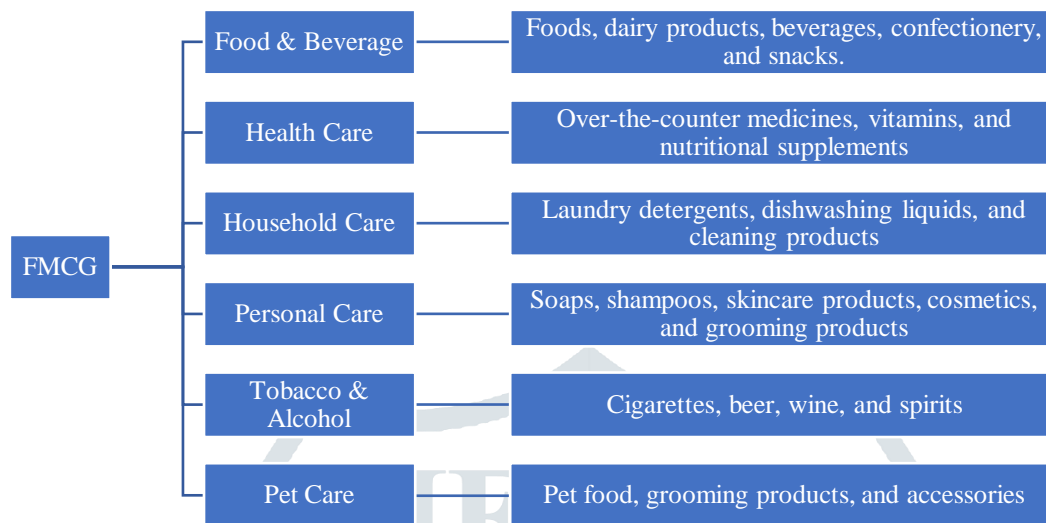 Food & Beverage
Foods, dairy products, beverages, confectionery,
and snacks.
Health Care
Over-the-counter medicines, vitamins, and
nutritional supplements
Household Care
Laundry detergents, dishwashing liquids, and
cleaning products
FMCG
Personal Care
Soaps, shampoos, skincare products, cosmetics,
and grooming products
Tobacco &
Alcohol
Cigarettes, beer, wine, and spirits
Pet Care
Pet food, grooming products, and accessories